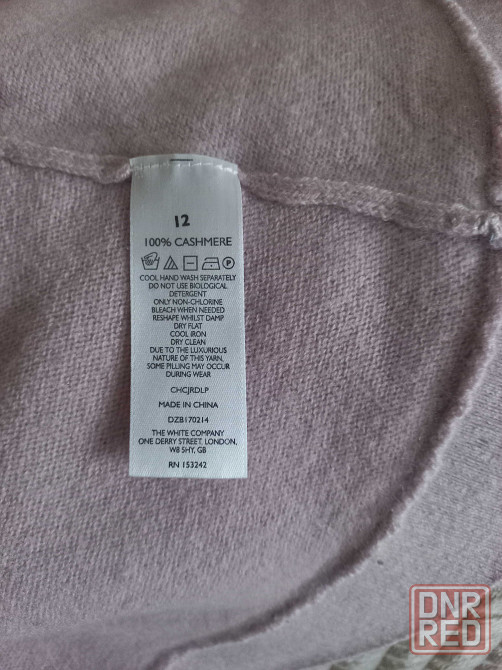 12
100% CASHMERE
P
COOL HAND WASH SEPARATELY
DO NOT USE BIOLOGICAL
DETERGENT
ONLY NON-CHLORINE
BLEACH WHEN NEEDED
RESHAPE WHILST DAMP
DRY FLAT
COOL IRON
DRY CLEAN
DUE TO THE LUXURIOUS
NATURE OF THIS YARN,
SOME PILLING MAY OCCUR
DURING WEAR
CHCJRDLP
MADE IN CHINA
DZB170214
THE WHITE COMPANY
ONE DERRY STREET, LONDON,
W8 5HY, GB
RN 153242
DNR
RED